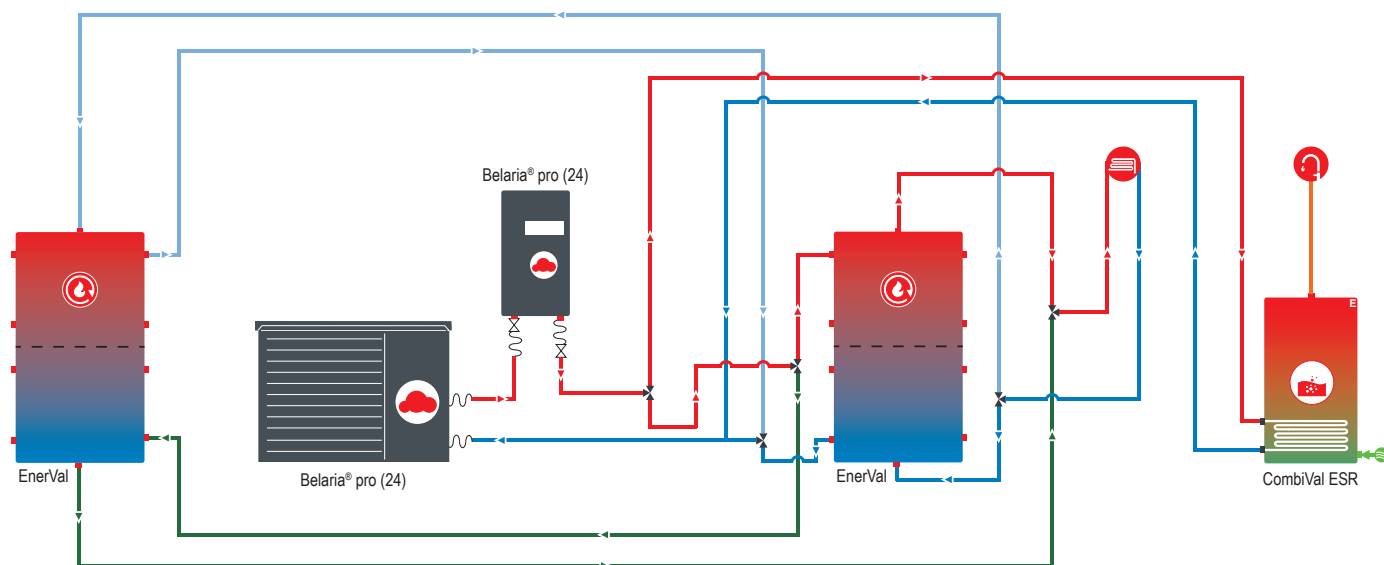 Belaria® pro (24)
EnerVal
Belaria® pro (24)
EnerVal
E
CombiVal ESR